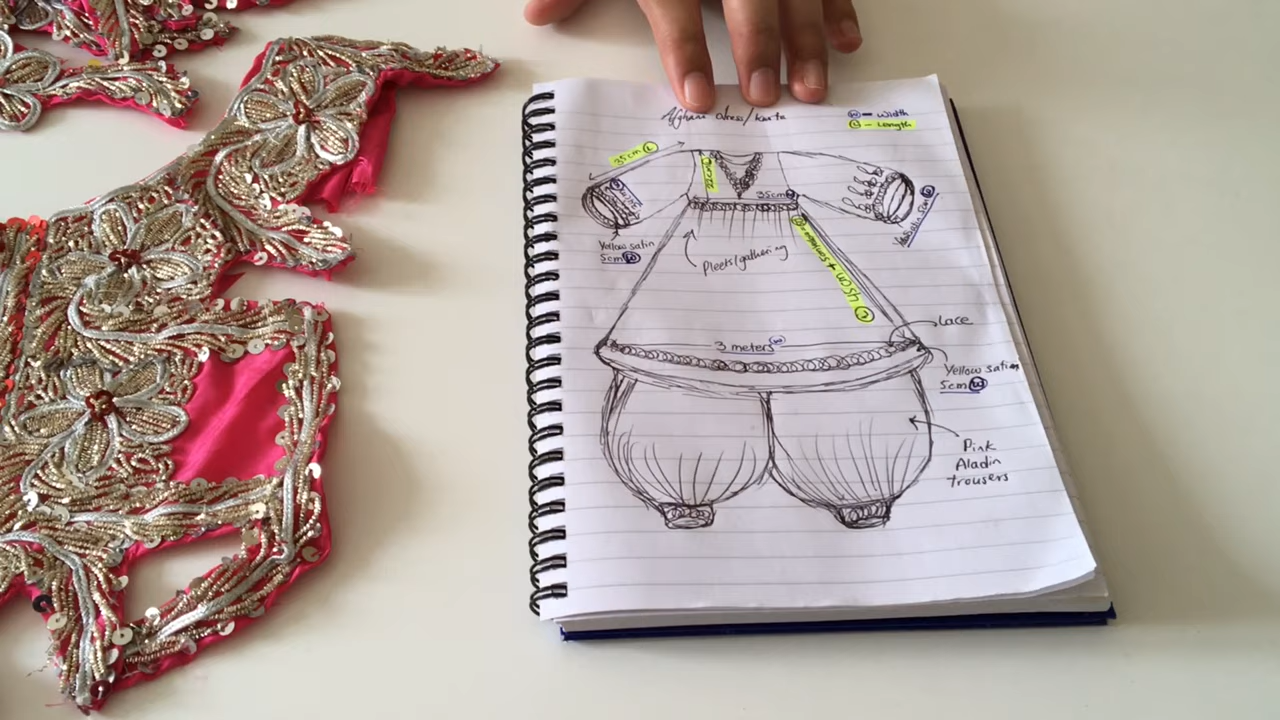 Afghani dress/kurta
W - Width
L - Length
35cm L
22cm
35cm W
Yellow satin
5cm W
Yellow satin 5cm W
Pleets/gathering
45cm
L
Lace
3 meters W
Yellow satin
5cm W
Pink
Aladin
trousers